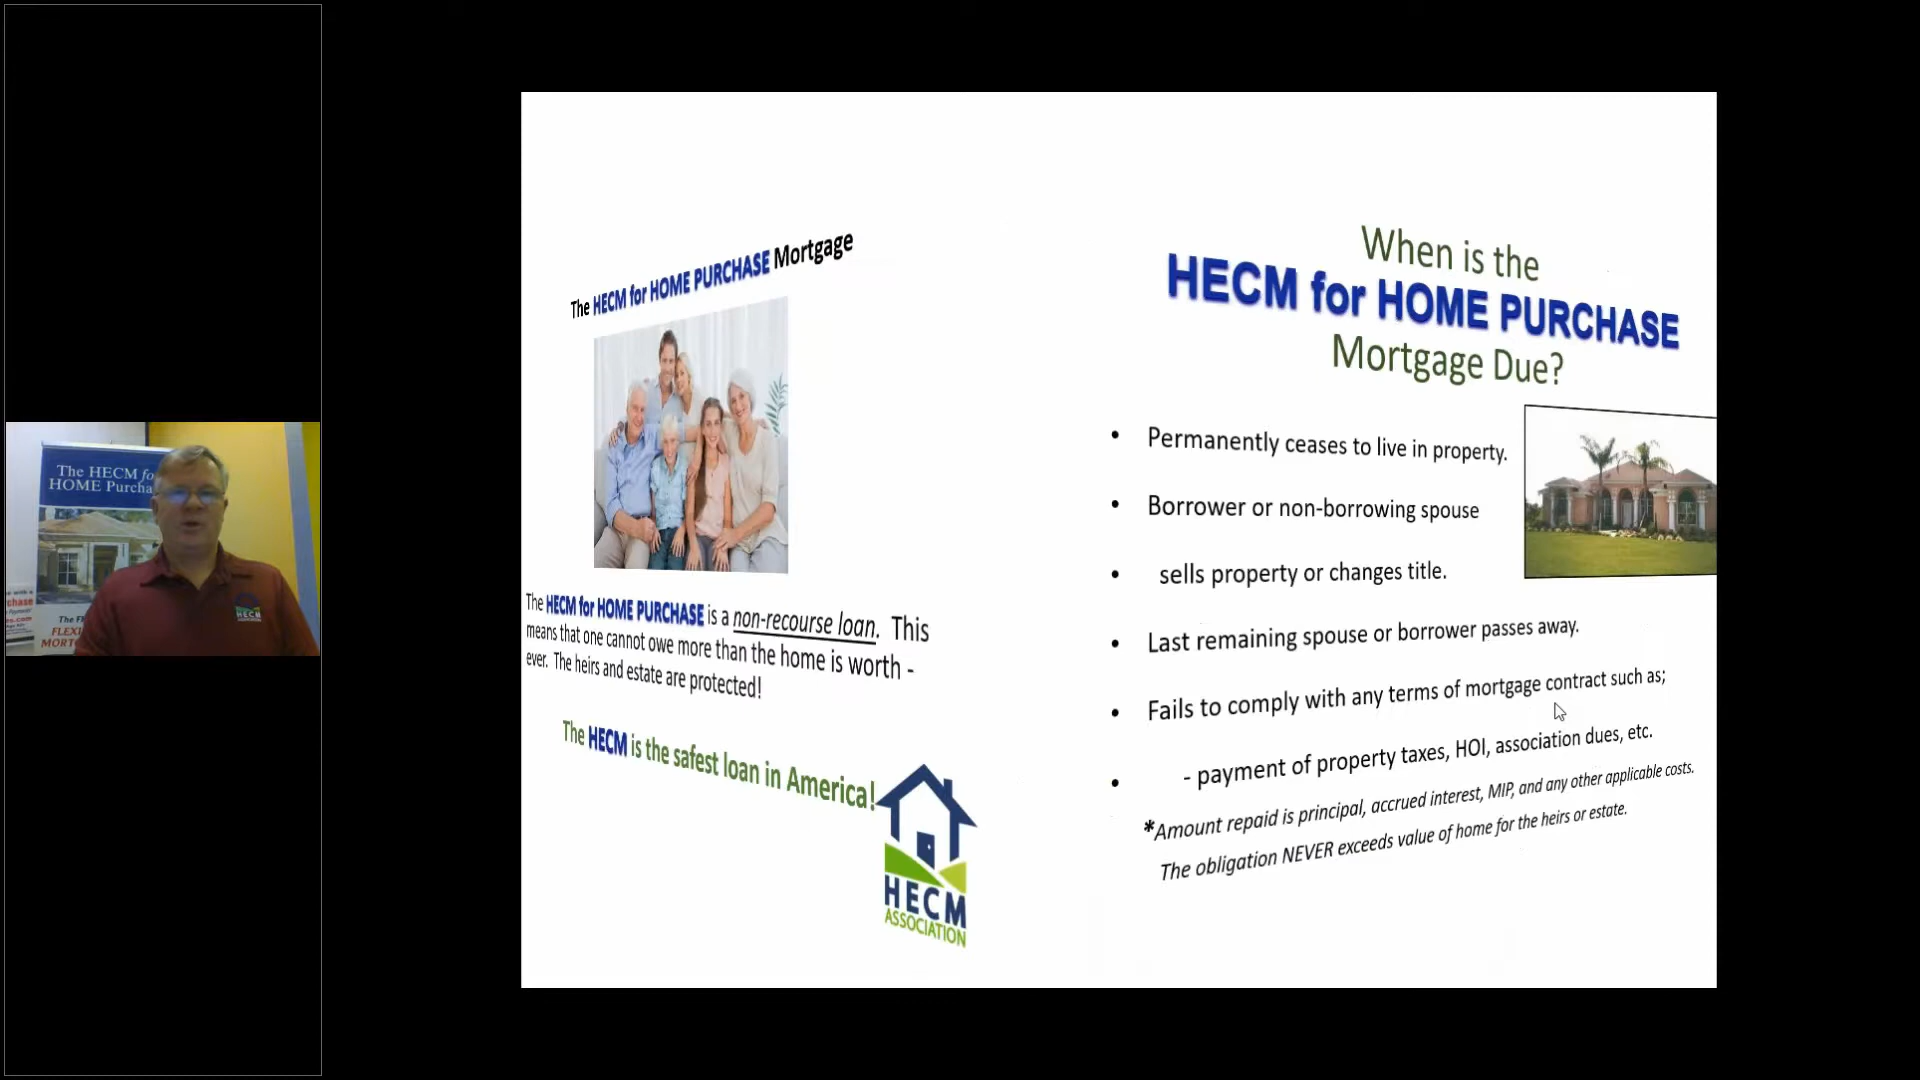 The HECM fo
HOME Purcha
chase
The F
FLEXI
MORTG
HECM
The HECM for HOME PURCHASE Mortgage
The HECM for HOME PURCHASE is a non-recourse loan. This
means that one cannot owe more than the home is worth -
ever. The heirs and estate are protected!
The HECM is the safest loan in America!
HECM
ASSOCIATION
When is the
HECM for HOME PURCHASE
Mortgage Due?
• Permanently ceases to live in property.
• Borrower or non-borrowing spouse
• sells property or changes title.
• Last remaining spouse or borrower passes away.
• Fails to comply with any terms of mortgage contract such as;
• - payment of property taxes, HOI, association dues, etc.
*Amount repaid is principal, accrued interest, MIP, and any other applicable costs.
The obligation NEVER exceeds value of home for the heirs or estate.